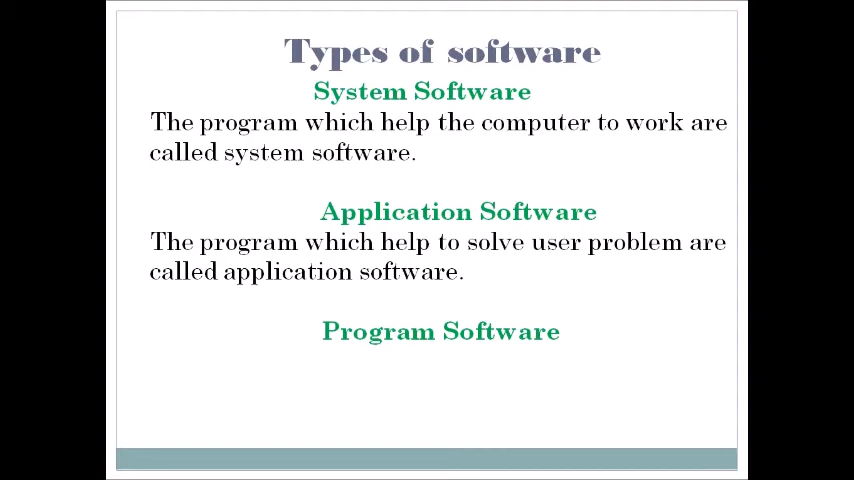 Types of software
System Software
The program which help the computer to work are
called system software.
Application Software
The program which help to solve user problem are
called application software.
Program Software